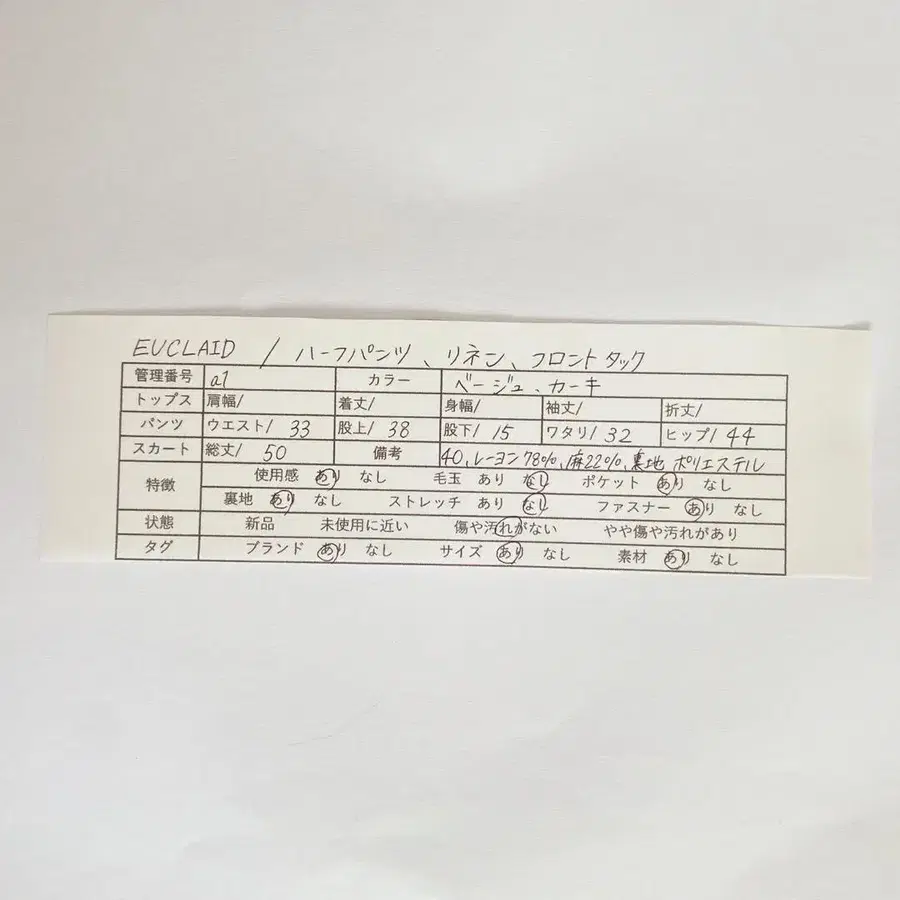 EUCLAID / ハーフパンツ、リネン、フロントタック
管理番号 a1 カラー ベージュ、カーキ
トップス 肩幅/ 着丈/ 身幅/ 袖丈/ 折丈/
パンツ ウエスト/ 33 股上/ 38 股下/ 15 ワタリ/ 32 ヒップ/ 44
スカート 総丈/ 50 備考 40、レーヨン78%、麻22%、裏地 ポリエステル
特徴 使用感 あり なし 毛玉 あり なし ポケット あり なし
裏地 あり なし ストレッチ あり なし ファスナー あり なし
状態 新品 未使用に近い 傷や汚れがない やや傷や汚れがあり
タグ ブランド あり なし サイズ あり なし 素材 あり なし